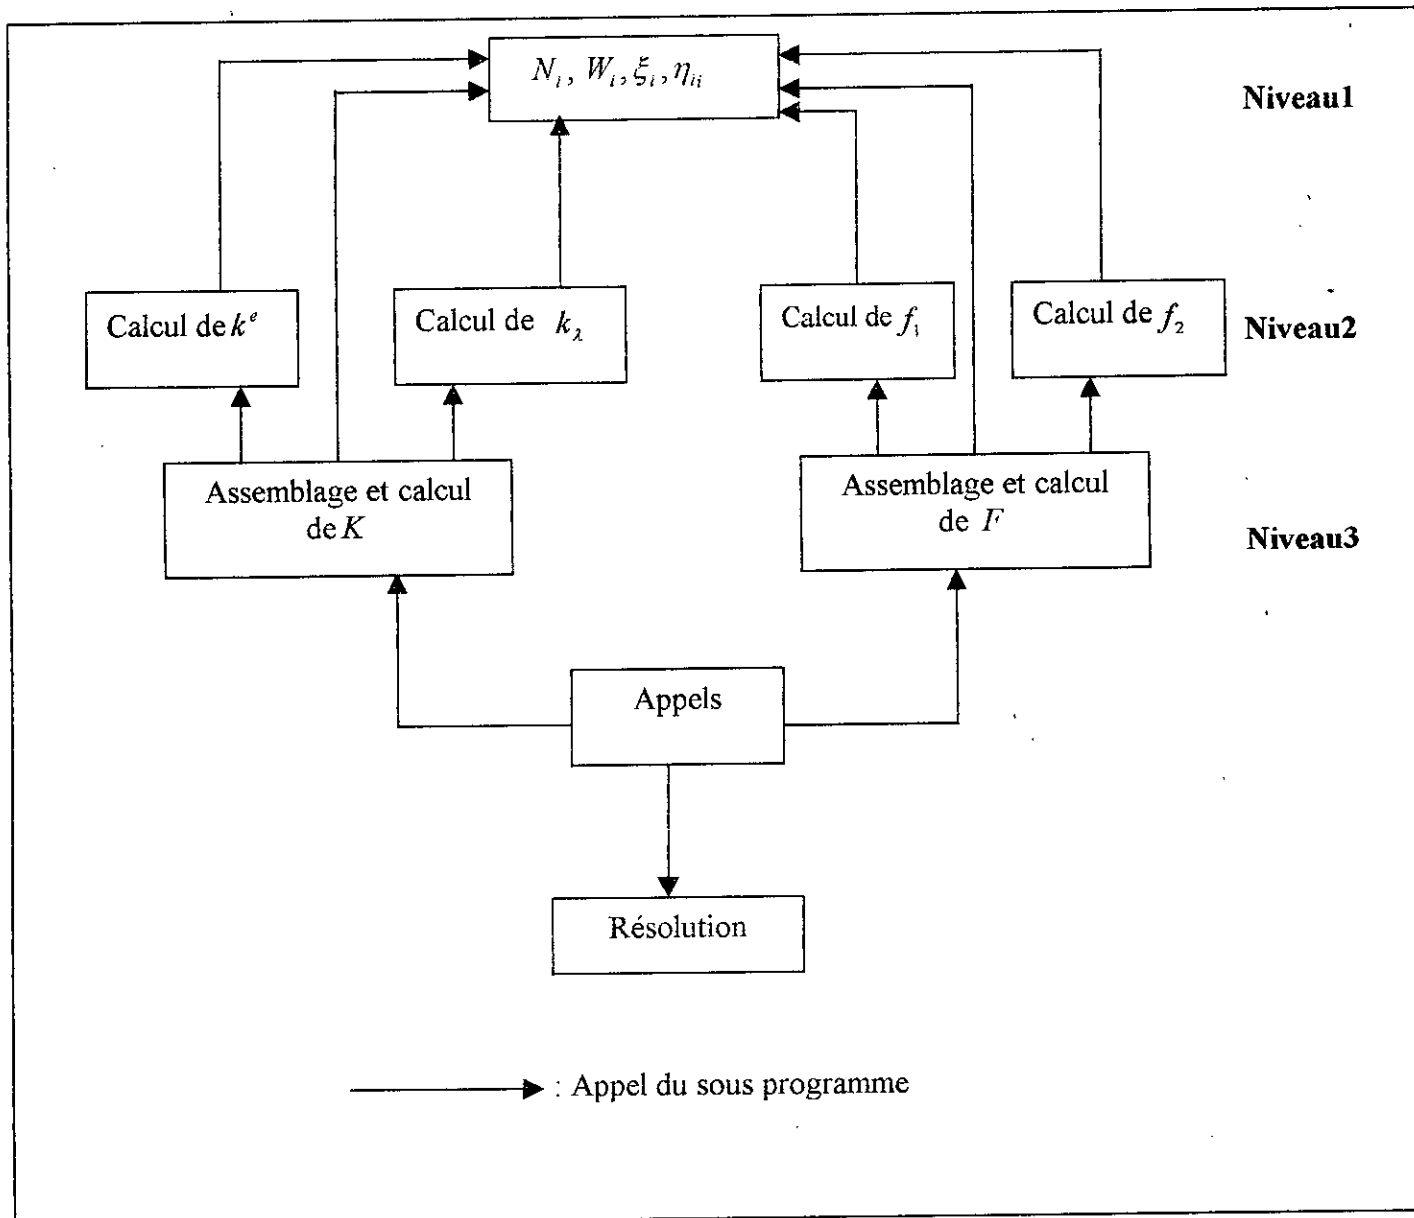 N_i, W_i, ξ_i, η_ii
Niveau1
Calcul de k^e
Calcul de k_λ
Calcul de f_1
Calcul de f_2
Niveau2
Assemblage et calcul
de K
Assemblage et calcul
de F
Niveau3
Appels
Résolution
: Appel du sous programme